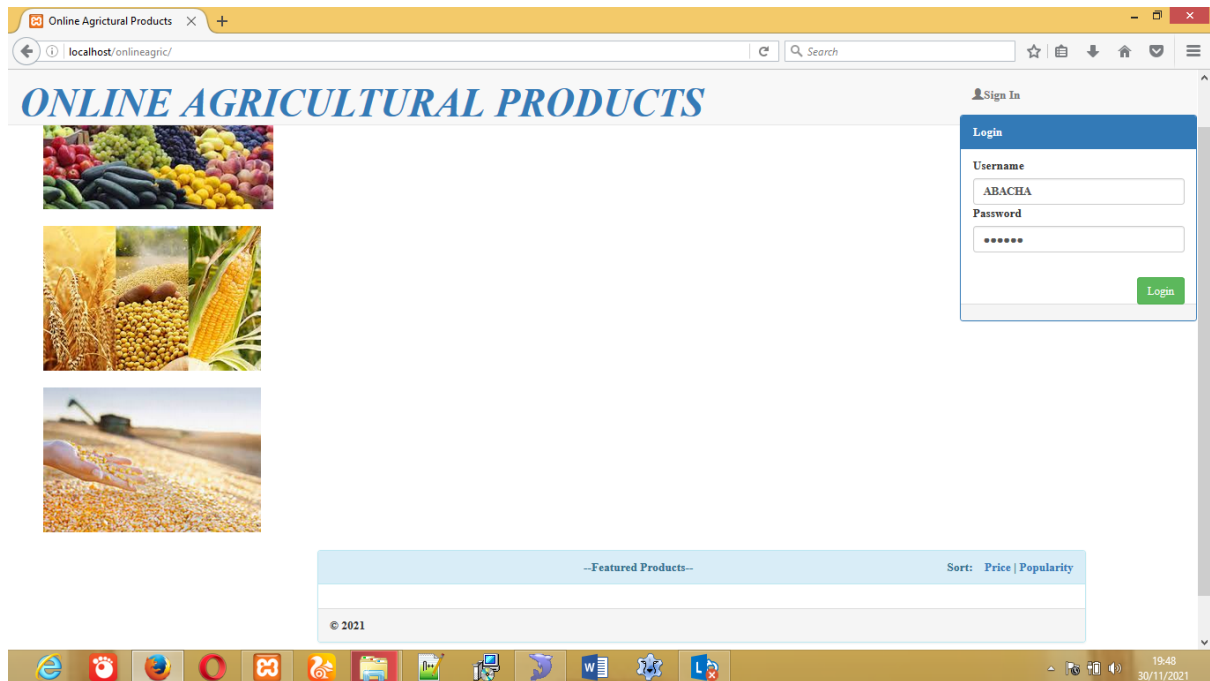 Online Agrictural Products
localhost/onlineagric/
Search
ONLINE AGRICULTURAL PRODUCTS
Sign In
Login
Username
ABACHA
Password
••••••
Login
--Featured Products-- Sort: Price | Popularity
© 2021
19:48
30/11/2021